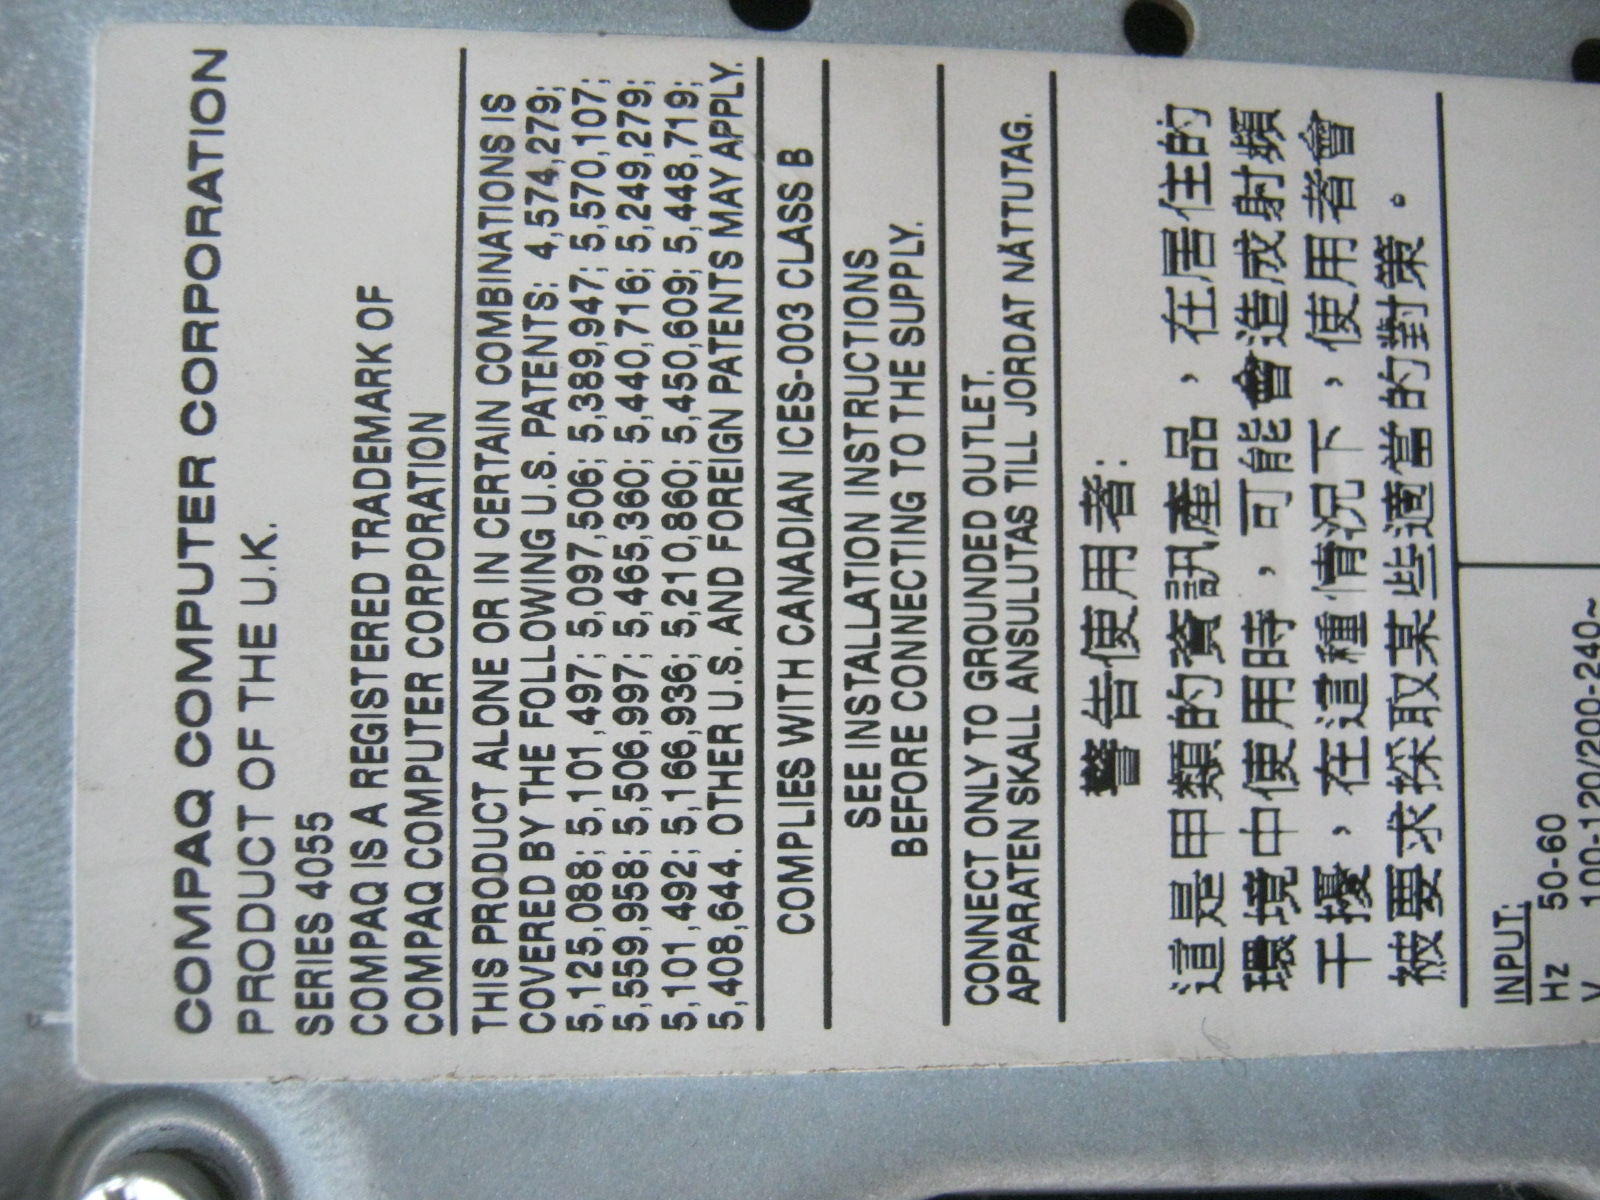 COMPAQ COMPUTER CORPORATION
PRODUCT OF THE U.K.
SERIES 4055
COMPAQ IS A REGISTERED TRADEMARK OF
COMPAQ COMPUTER CORPORATION
THIS PRODUCT ALONE OR IN CERTAIN COMBINATIONS IS
COVERED BY THE FOLLOWING U.S. PATENTS: 4,574,279;
5,125,088; 5,101,497; 5,097,506; 5,389,947; 5,570,107;
5,559,958; 5,506,997; 5,465,360; 5,440,716; 5,249,279;
5,101,492; 5,166,936; 5,210,860; 5,450,609; 5,448,719;
5,408,644. OTHER U.S. AND FOREIGN PATENTS MAY APPLY.
COMPLIES WITH CANADIAN ICES-003 CLASS B
SEE INSTALLATION INSTRUCTIONS
BEFORE CONNECTING TO THE SUPPLY.
CONNECT ONLY TO GROUNDED OUTLET.
APPARATEN SKALL ANSULUTAS TILL JORDAT NÄTTUTAG.
警告使用著:
這是甲類的資訊產品，在居住的
環境中使用時，可能會造成射頻
干擾，在這種情況下，使用者會
被要求採取某些適當的對策。
INPUT:
Hz 50-60
V 100-120/200-240~